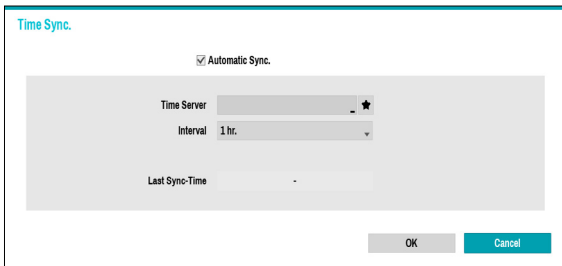 Time Sync.
Automatic Sync.
Time Server _
Interval 1 hr.
Last Sync-Time -
OK Cancel